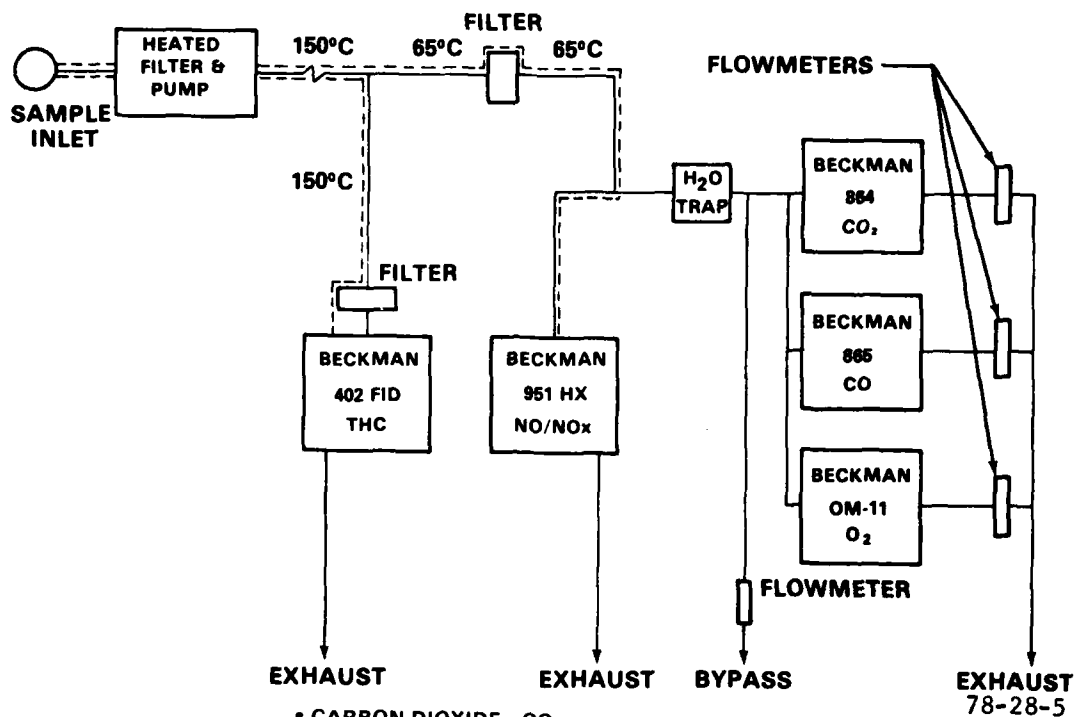 FILTER
HEATED
FILTER &
PUMP
150°C
65°C
65°C
FLOWMETERS
SAMPLE
INLET
150°C
H₂O
TRAP
BECKMAN
864
CO₂
FILTER
BECKMAN
402 FID
THC
BECKMAN
951 HX
NO/NOx
BECKMAN
865
CO
BECKMAN
OM-11
O₂
FLOWMETER
EXHAUST
EXHAUST
BYPASS
EXHAUST
78-28-5
• CARBON DIOXIDE